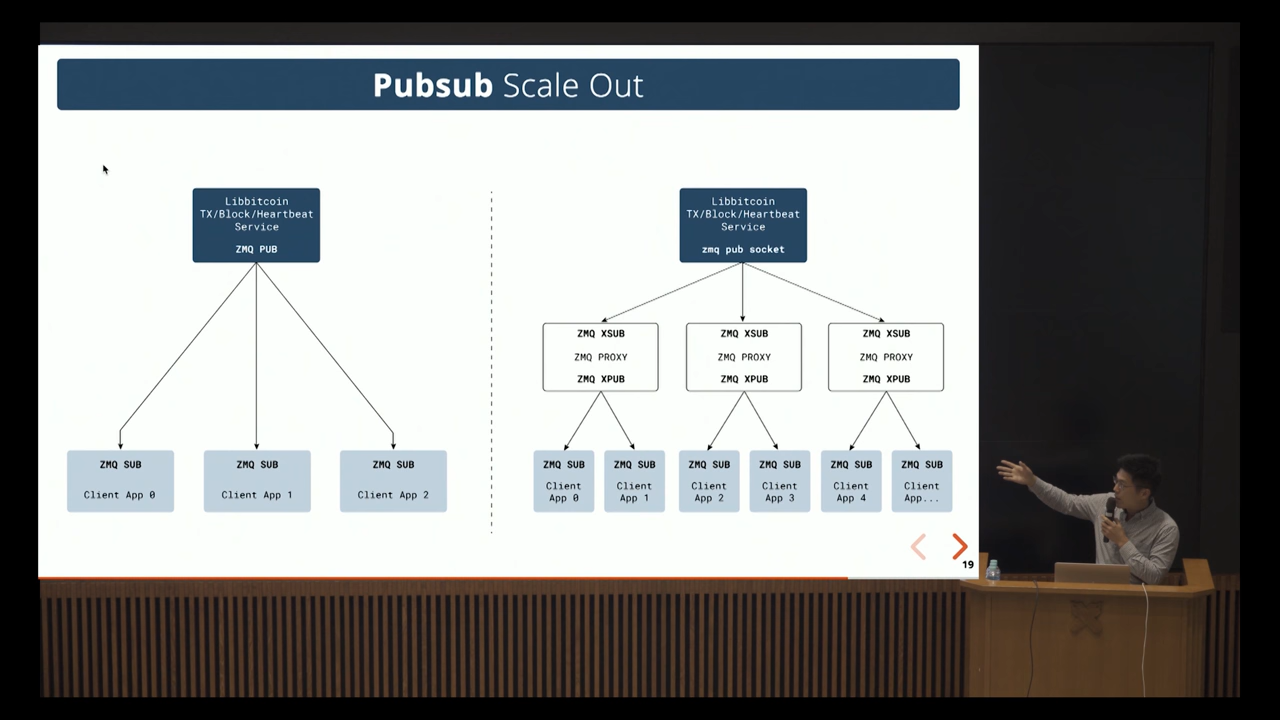 Pubsub Scale Out
Libbitcoin
TX/Block/Heartbeat
Service
ZMQ PUB
ZMQ SUB
Client App 0
ZMQ SUB
Client App 1
ZMQ SUB
Client App 2
Libbitcoin
TX/Block/Heartbeat
Service
zmq pub socket
ZMQ XSUB
ZMQ PROXY
ZMQ XPUB
ZMQ XSUB
ZMQ PROXY
ZMQ XPUB
ZMQ XSUB
ZMQ PROXY
ZMQ XPUB
ZMQ SUB
Client
App 0
ZMQ SUB
Client
App 1
ZMQ SUB
Client
App 2
ZMQ SUB
Client
App 3
ZMQ SUB
Client
App 4
ZMQ SUB
Client
App...
19